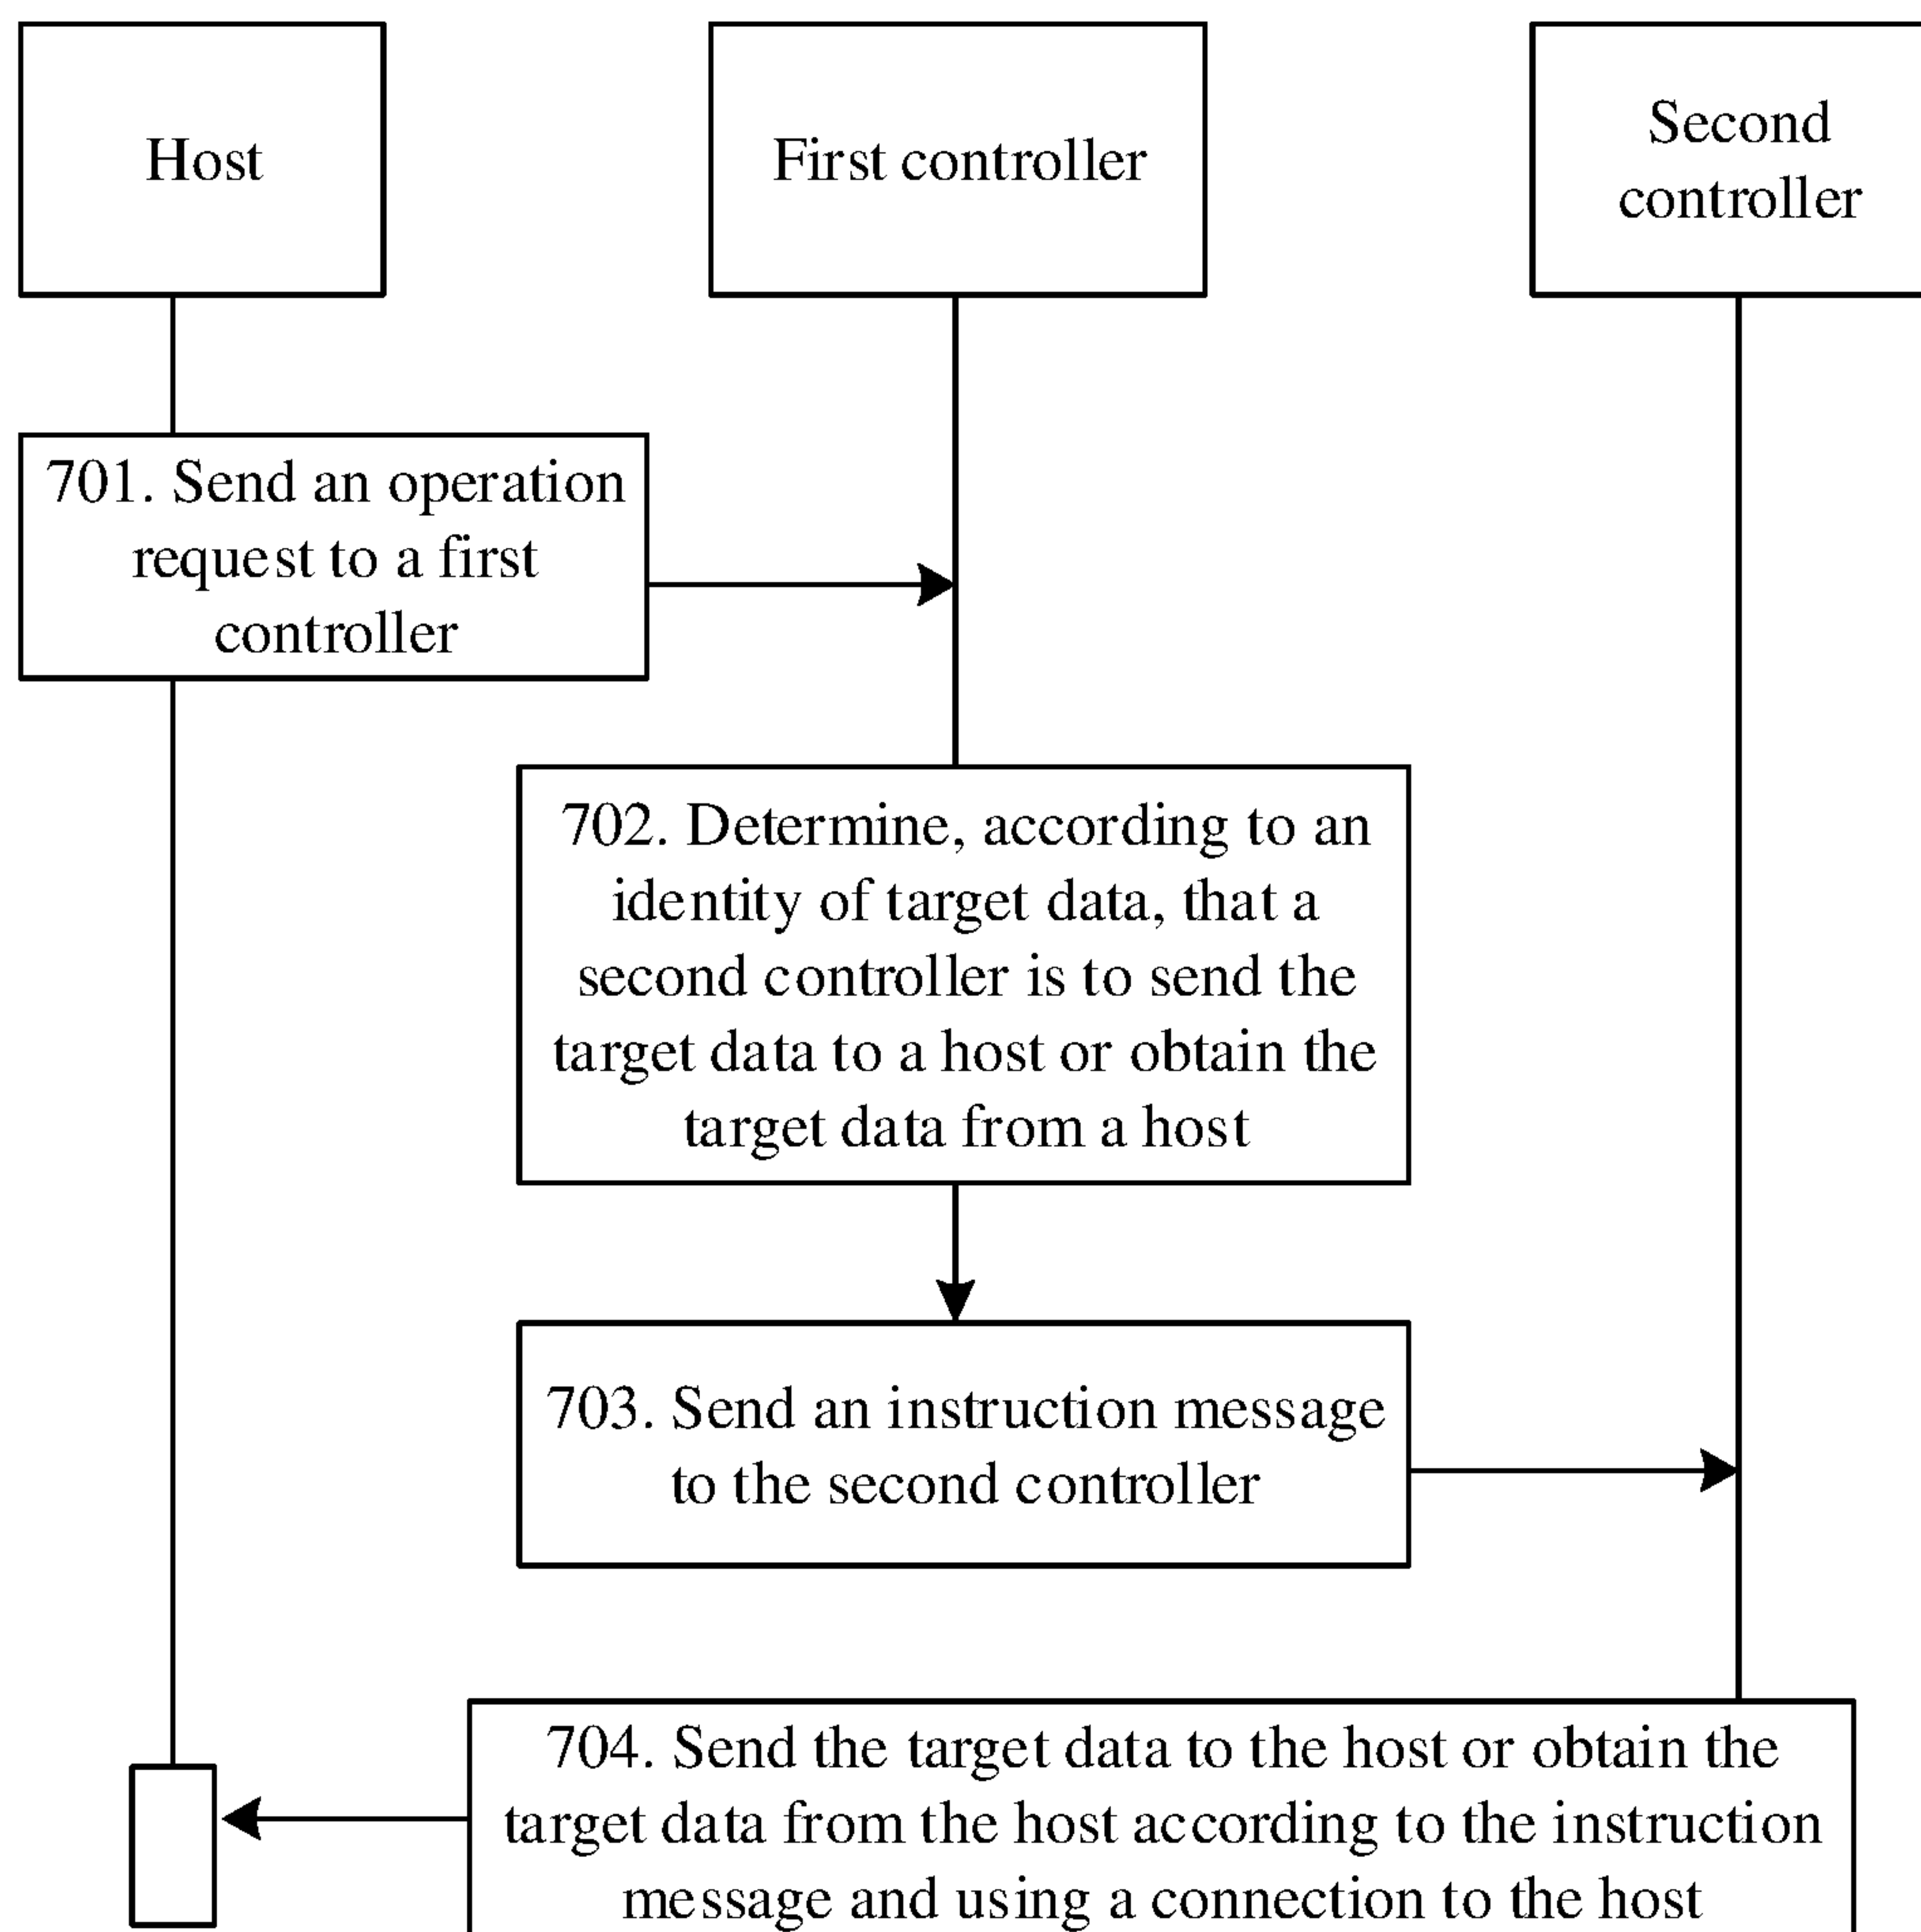 Host
First controller
Second
controller
701. Send an operation
request to a first
controller
702. Determine, according to an
identity of target data, that a
second controller is to send the
target data to a host or obtain the
target data from a host
703. Send an instruction message
to the second controller
704. Send the target data to the host or obtain the
target data from the host according to the instruction
message and using a connection to the host